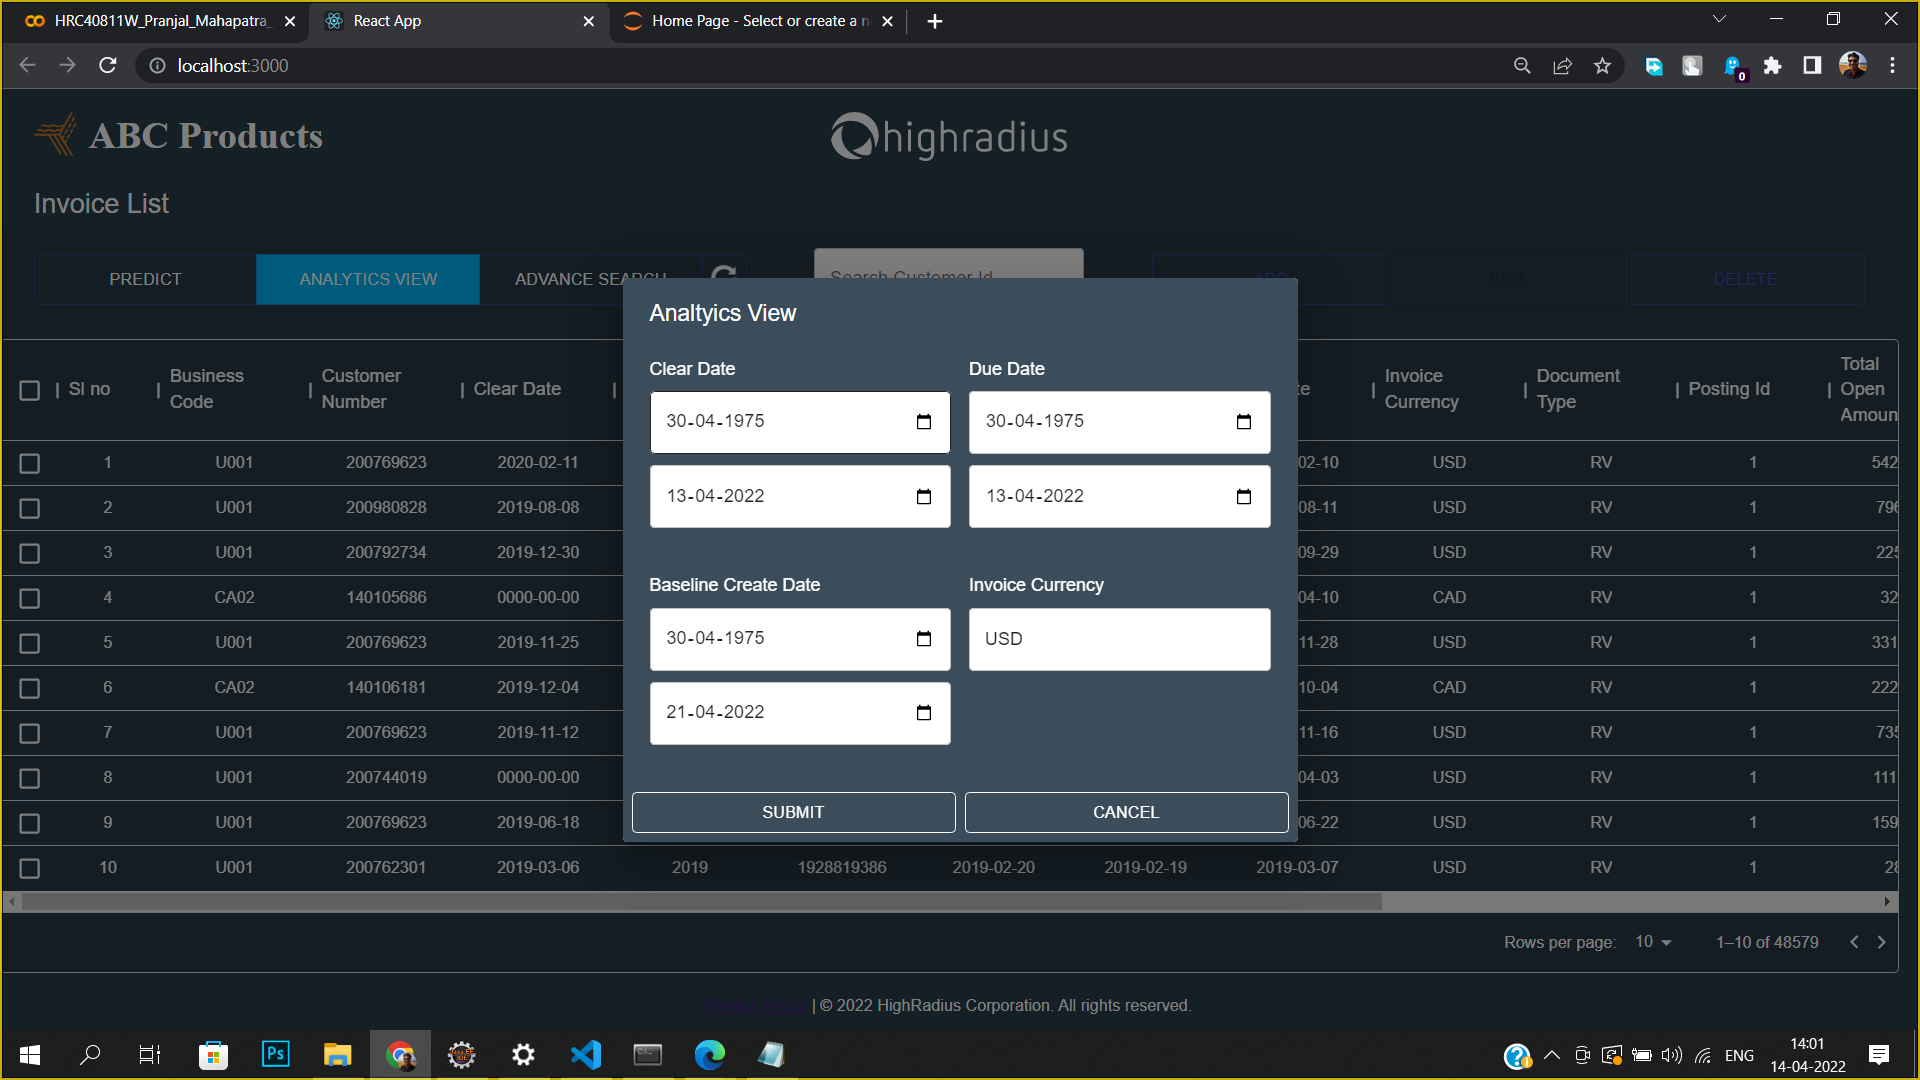 HRC40811W_Pranjal_Mahapatra_
React App
Home Page - Select or create a n
localhost:3000
0
ABC Products
highradius
Invoice List
PREDICT
ANALYTICS VIEW
ADVANCE SEARCH
Search Customer Id
ADD
EDIT
DELETE
Analtyics View
Clear Date
Due Date
30-04-1975
30-04-1975
13-04-2022
13-04-2022
Baseline Create Date
Invoice Currency
30-04-1975
USD
21-04-2022
SUBMIT
CANCEL
Sl no | Business Code | Customer Number | Clear Date | te | Invoice Currency | Document Type | Posting Id | Total Open Amoun
1 U001 200769623 2020-02-11 02-10 USD RV 1 542
2 U001 200980828 2019-08-08 08-11 USD RV 1 796
3 U001 200792734 2019-12-30 09-29 USD RV 1 225
4 CA02 140105686 0000-00-00 04-10 CAD RV 1 32
5 U001 200769623 2019-11-25 11-28 USD RV 1 331
6 CA02 140106181 2019-12-04 10-04 CAD RV 1 222
7 U001 200769623 2019-11-12 11-16 USD RV 1 735
8 U001 200744019 0000-00-00 04-03 USD RV 1 111
9 U001 200769623 2019-06-18 06-22 USD RV 1 159
10 U001 200762301 2019-03-06 2019 1928819386 2019-02-20 2019-02-19 2019-03-07 USD RV 1 28
Rows per page: 10 1–10 of 48579
| © 2022 HighRadius Corporation. All rights reserved.
Ps
ENG
14:01
14-04-2022